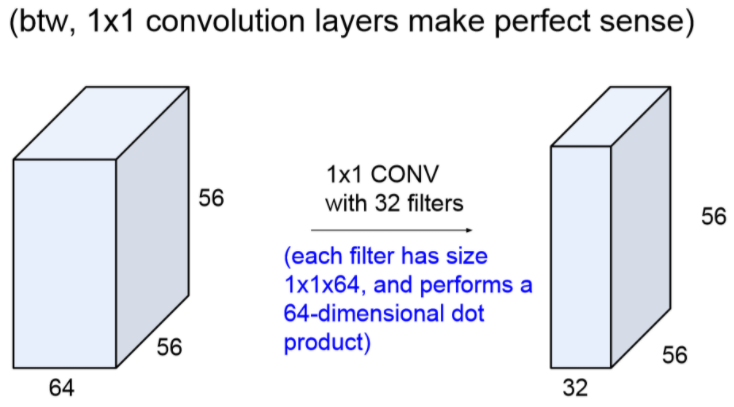 (btw, 1x1 convolution layers make perfect sense)
56
56
64
1x1 CONV
with 32 filters
(each filter has size
1x1x64, and performs a
64-dimensional dot
product)
56
56
32